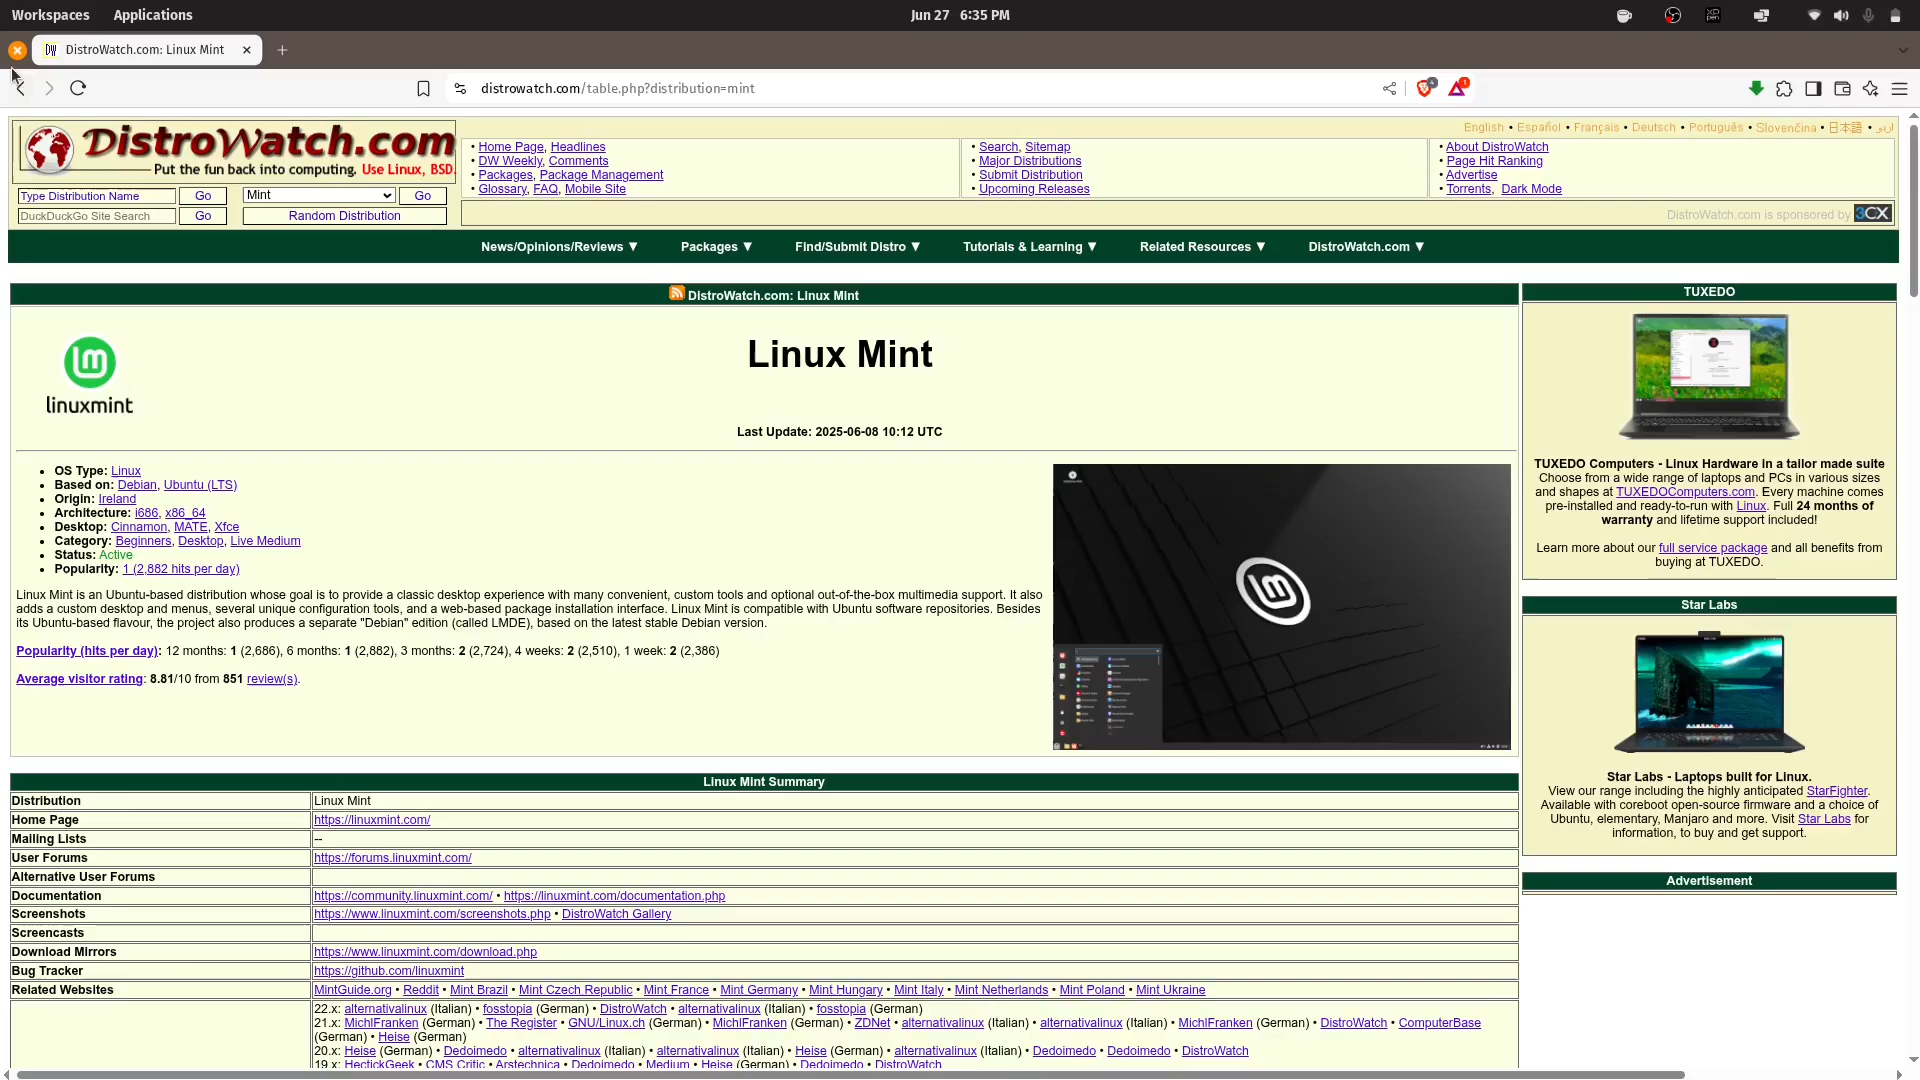 Workspaces Applications Jun 27 6:35 PM
DistroWatch.com: Linux Mint
distrowatch.com/table.php?distribution=mint
4
1
DistroWatch.com
Put the fun back into computing. Use Linux, BSD.
English • Español • Français • Deutsch • Português • Slovenčina • 日本語 • اردو
• Home Page, Headlines
• DW Weekly, Comments
• Packages, Package Management
• Glossary, FAQ, Mobile Site
• Search, Sitemap
• Major Distributions
• Submit Distribution
• Upcoming Releases
• About DistroWatch
• Page Hit Ranking
• Advertise
• Torrents, Dark Mode
Type Distribution Name Go Mint Go
DuckDuckGo Site Search Go Random Distribution
DistroWatch.com is sponsored by 3CX
News/Opinions/Reviews ▼ Packages ▼ Find/Submit Distro ▼ Tutorials & Learning ▼ Related Resources ▼ DistroWatch.com ▼
DistroWatch.com: Linux Mint
linuxmint
Linux Mint
Last Update: 2025-06-08 10:12 UTC
• OS Type: Linux
• Based on: Debian, Ubuntu (LTS)
• Origin: Ireland
• Architecture: i686, x86_64
• Desktop: Cinnamon, MATE, Xfce
• Category: Beginners, Desktop, Live Medium
• Status: Active
• Popularity: 1 (2,882 hits per day)
Linux Mint is an Ubuntu-based distribution whose goal is to provide a classic desktop experience with many convenient, custom tools and optional out-of-the-box multimedia support. It also
adds a custom desktop and menus, several unique configuration tools, and a web-based package installation interface. Linux Mint is compatible with Ubuntu software repositories. Besides
its Ubuntu-based flavour, the project also produces a separate "Debian" edition (called LMDE), based on the latest stable Debian version.
Popularity (hits per day): 12 months: 1 (2,686), 6 months: 1 (2,882), 3 months: 2 (2,724), 4 weeks: 2 (2,510), 1 week: 2 (2,386)
Average visitor rating: 8.81/10 from 851 review(s).
Linux Mint Summary
Distribution Linux Mint
Home Page https://linuxmint.com/
Mailing Lists --
User Forums https://forums.linuxmint.com/
Alternative User Forums
Documentation https://community.linuxmint.com/ • https://linuxmint.com/documentation.php
Screenshots https://www.linuxmint.com/screenshots.php • DistroWatch Gallery
Screencasts
Download Mirrors https://www.linuxmint.com/download.php
Bug Tracker https://github.com/linuxmint
Related Websites MintGuide.org • Reddit • Mint Brazil • Mint Czech Republic • Mint France • Mint Germany • Mint Hungary • Mint Italy • Mint Netherlands • Mint Poland • Mint Ukraine
22.x: alternativalinux (Italian) • fosstopia (German) • DistroWatch • alternativalinux (Italian) • fosstopia (German)
21.x: MichlFranken (German) • The Register • GNU/Linux.ch (German) • MichlFranken (German) • ZDNet • alternativalinux (Italian) • alternativalinux (Italian) • MichlFranken (German) • DistroWatch • ComputerBase
(German) • Heise (German)
20.x: Heise (German) • Dedoimedo • alternativalinux (Italian) • alternativalinux (Italian) • Heise (German) • alternativalinux (Italian) • Dedoimedo • Dedoimedo • DistroWatch
19.x: HectickGeek • CMS Critic • Arstechnica • Dedoimedo • Medium • Heise (German) • Dedoimedo • DistroWatch
TUXEDO
TUXEDO Computers - Linux Hardware in a tailor made suite
Choose from a wide range of laptops and PCs in various sizes
and shapes at TUXEDOComputers.com. Every machine comes
pre-installed and ready-to-run with Linux. Full 24 months of
warranty and lifetime support included!
Learn more about our full service package and all benefits from
buying at TUXEDO.
Star Labs
Star Labs - Laptops built for Linux.
View our range including the highly anticipated StarFighter.
Available with coreboot open-source firmware and a choice of
Ubuntu, elementary, Manjaro and more. Visit Star Labs for
information, to buy and get support.
Advertisement